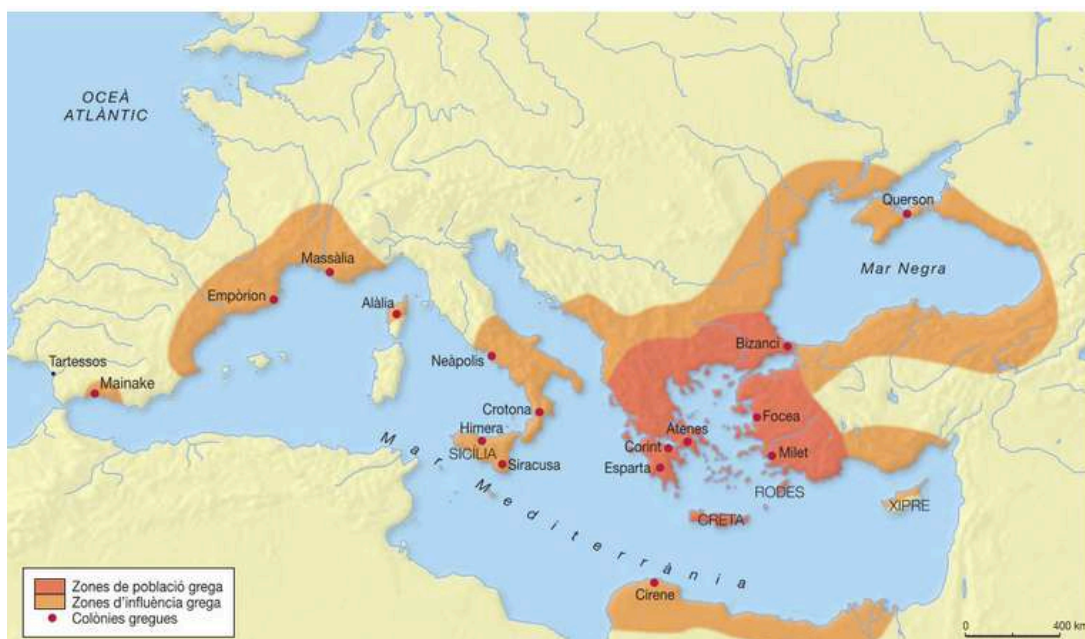 OCEÀ
ATLÀNTIC
Querson
Massàlia
Mar Negra
Empòrion
Alàlia
Bizanci
Neàpolis
Tartessos
Mainake
Crotona
Focea
Himera
Atenes
SICÍLIA
Corint
Milet
Siracusa
Esparta
RODES
XIPRE
CRETA
Mar Mediterrània
Cirene
Zones de població grega
Zones d'influència grega
Colònies gregues
0 400 km